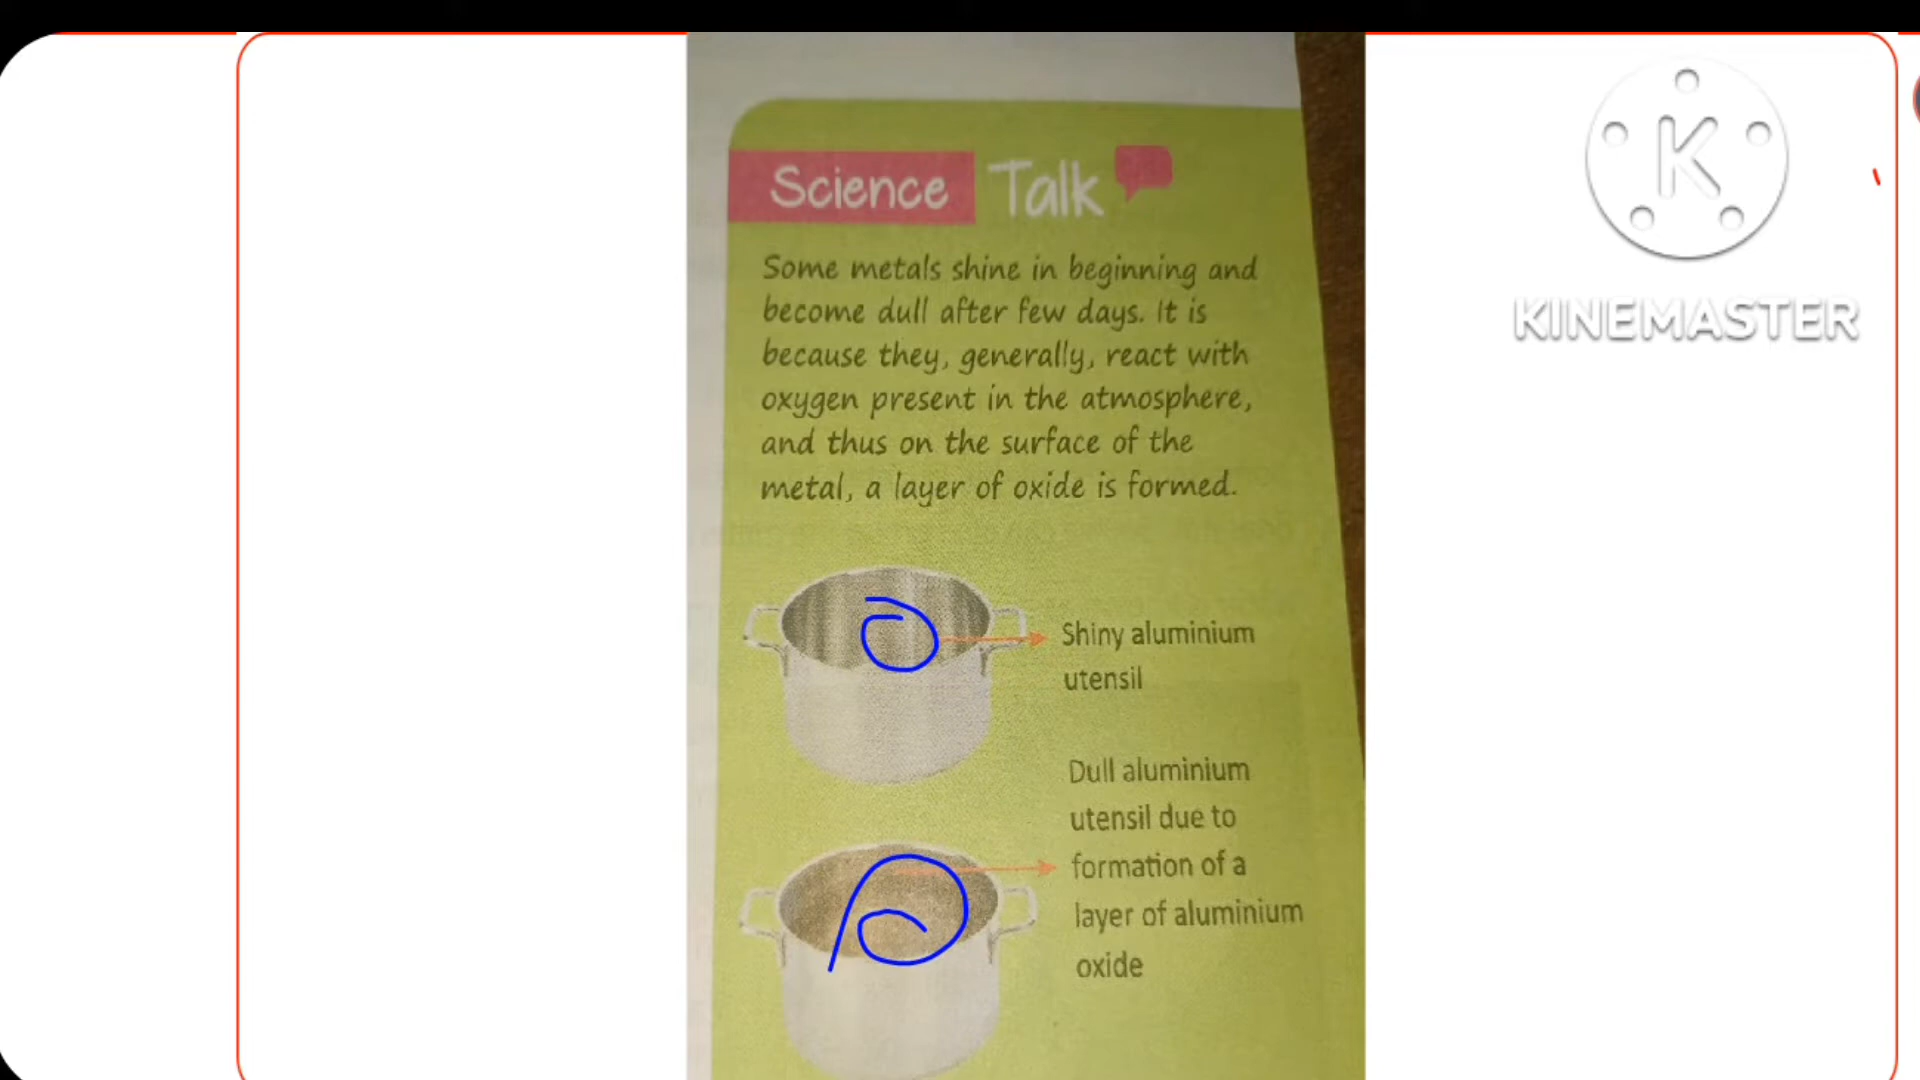 Science Talk
Some metals shine in beginning and
become dull after few days. It is
because they, generally, react with
oxygen present in the atmosphere,
and thus on the surface of the
metal, a layer of oxide is formed.
Shiny aluminium
utensil
Dull aluminium
utensil due to
formation of a
layer of aluminium
oxide
K
KINEMASTER